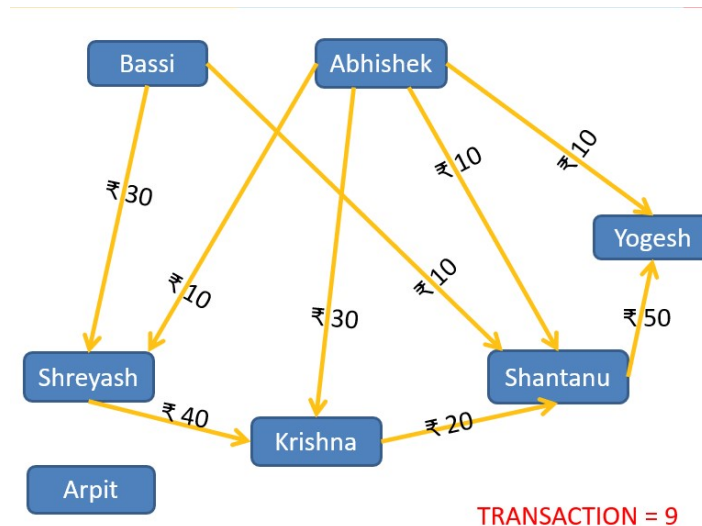 Bassi
Abhishek
₹ 30
₹ 10
₹ 30
₹ 10
₹ 10
₹ 10
Yogesh
₹ 50
Shreyash
₹ 40
Krishna
₹ 20
Shantanu
Arpit
TRANSACTION = 9